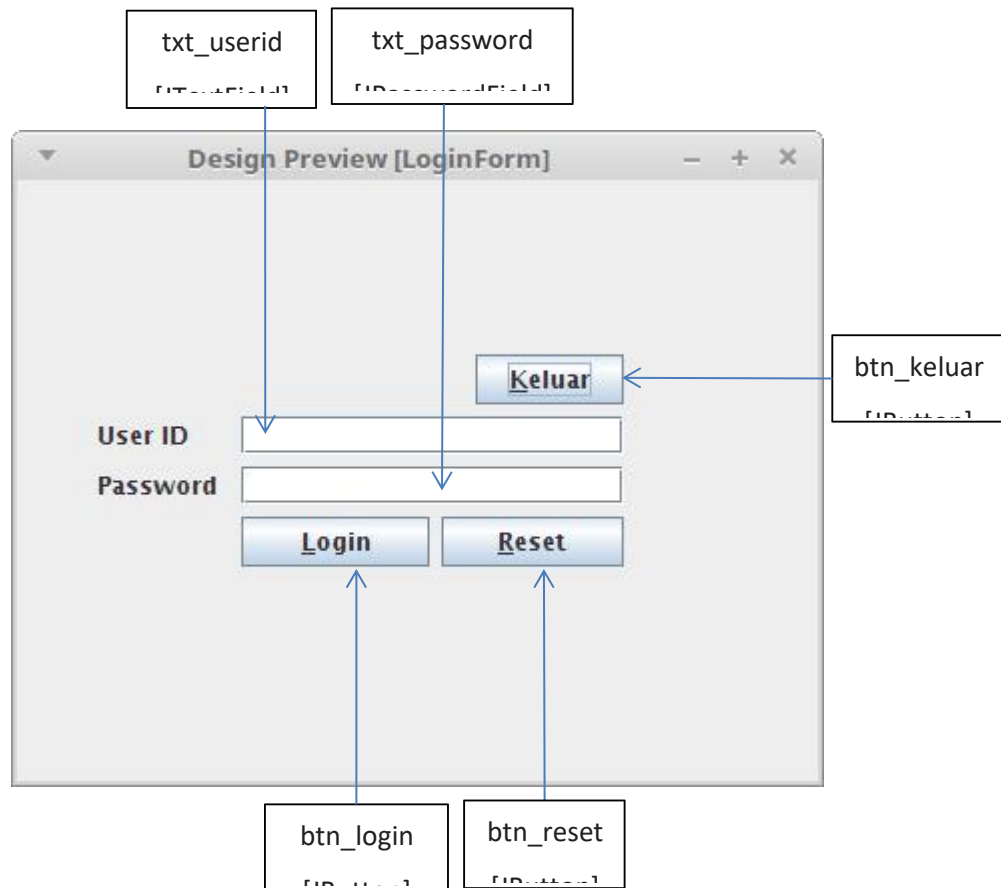 txt_userid
txt_password
Design Preview [LoginForm]
Keluar
btn_keluar
User ID
Password
Login
Reset
btn_login
btn_reset